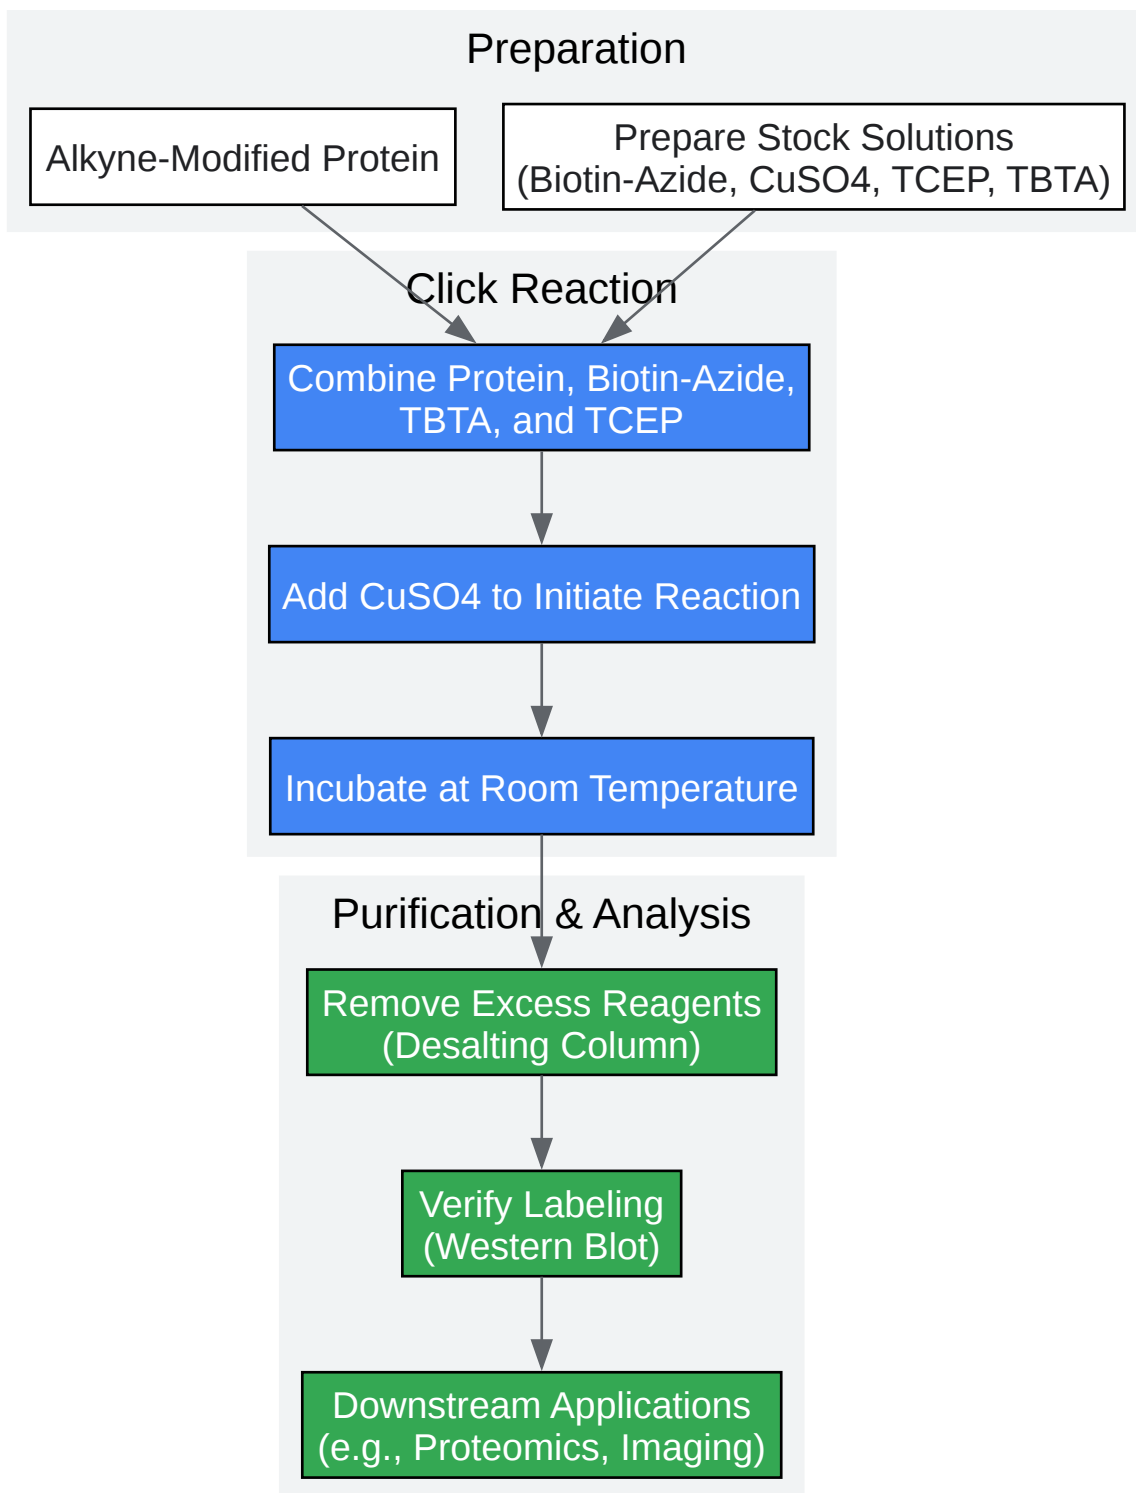 Preparation
Alkyne-Modified Protein
Prepare Stock Solutions
(Biotin-Azide, CuSO4, TCEP, TBTA)
Click Reaction
Combine Protein, Biotin-Azide,
TBTA, and TCEP
Add CuSO4 to Initiate Reaction
Incubate at Room Temperature
Purification & Analysis
Remove Excess Reagents
(Desalting Column)
Verify Labeling
(Western Blot)
Downstream Applications
(e.g., Proteomics, Imaging)